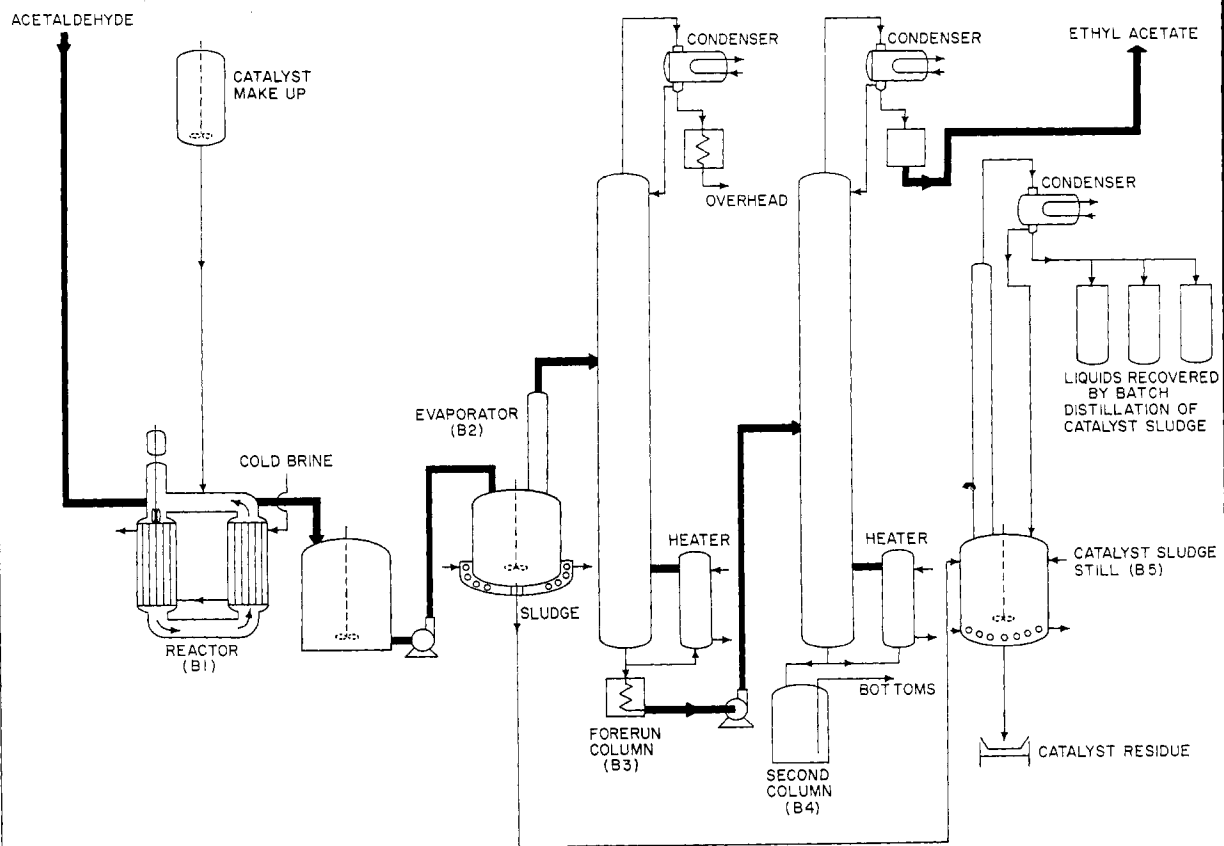 ACETALDEHYDE
CATALYST
MAKE UP
CONDENSER
OVERHEAD
CONDENSER
ETHYL ACETATE
CONDENSER
LIQUIDS RECOVERED
BY BATCH
DISTILLATION OF
CATALYST SLUDGE
EVAPORATOR
(B2)
COLD BRINE
REACTOR
(B1)
SLUDGE
HEATER
FORERUN
COLUMN
(B3)
HEATER
BOTTOMS
SECOND
COLUMN
(B4)
CATALYST SLUDGE
STILL (B5)
CATALYST RESIDUE